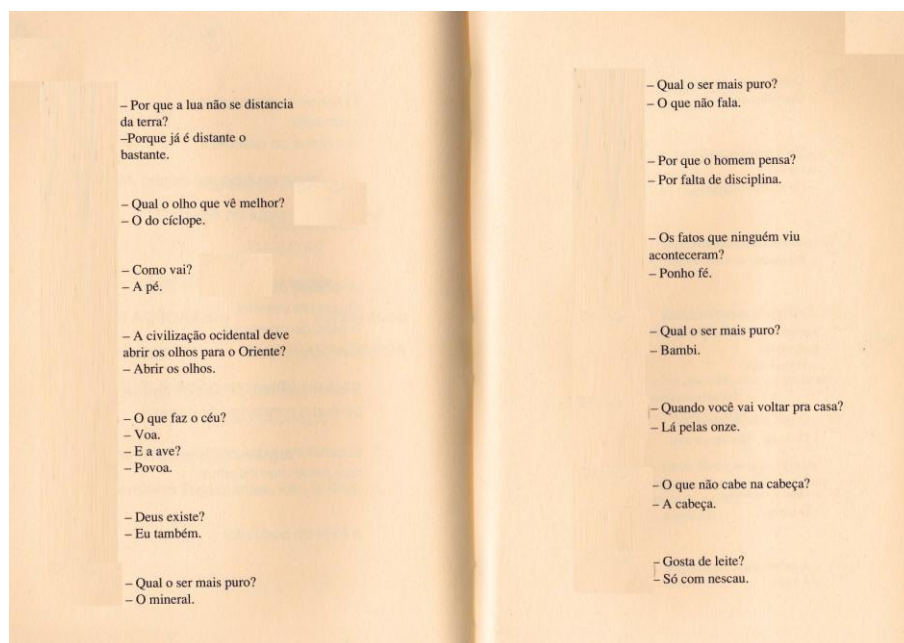 – Por que a lua não se distancia
da terra?
–Porque já é distante o
bastante.
– Qual o olho que vê melhor?
– O do cíclope.
– Como vai?
– A pé.
– A civilização ocidental deve
abrir os olhos para o Oriente?
– Abrir os olhos.
– O que faz o céu?
– Voa.
– E a ave?
– Povoa.
– Deus existe?
– Eu também.
– Qual o ser mais puro?
– O mineral.
– Qual o ser mais puro?
– O que não fala.
– Por que o homem pensa?
– Por falta de disciplina.
– Os fatos que ninguém viu
aconteceram?
– Ponho fé.
– Qual o ser mais puro?
– Bambi.
– Quando você vai voltar pra casa?
– Lá pelas onze.
– O que não cabe na cabeça?
– A cabeça.
– Gosta de leite?
– Só com nescau.